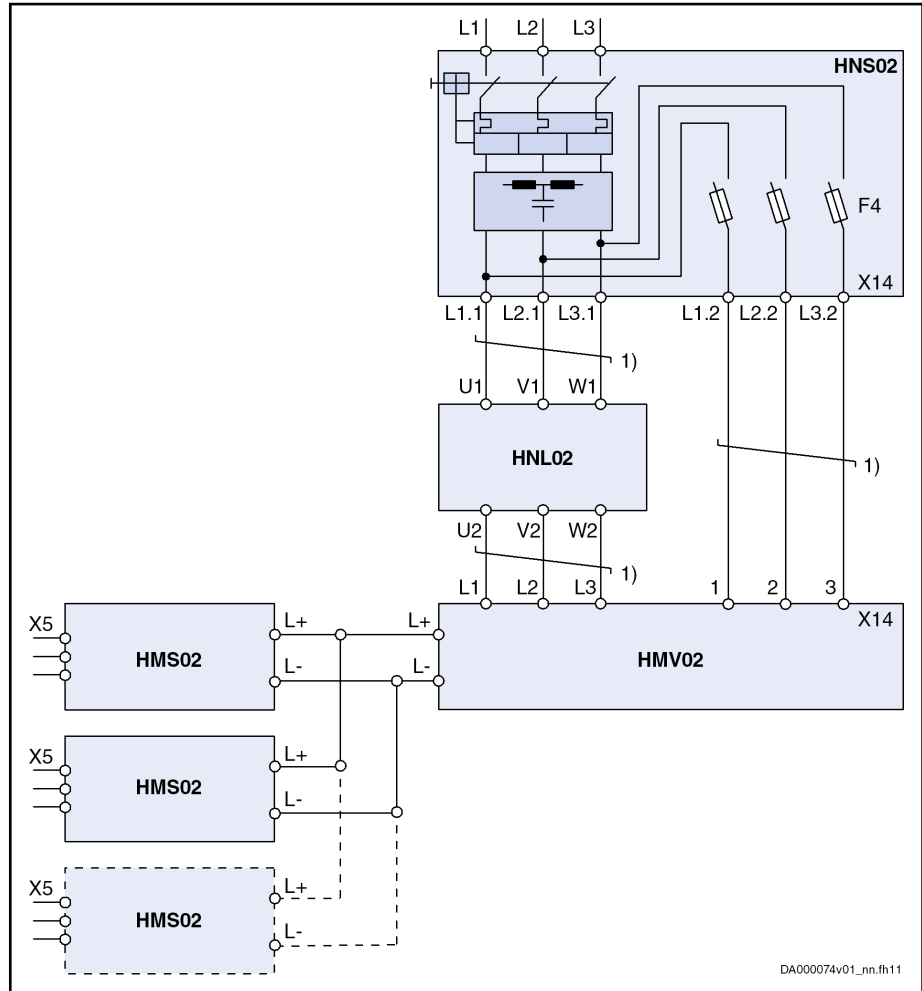 L1 L2 L3
HNS02
F4
X14
L1.1 L2.1 L3.1 L1.2 L2.2 L3.2
1)
U1 V1 W1
HNL02
1)
U2 V2 W2
1)
L1 L2 L3 1 2 3
X5 L+ L+ X14
HMS02 L- L- HMV02
X5 L+
HMS02
L-
X5 L+
HMS02
L-
DA000074v01_nn.fh11